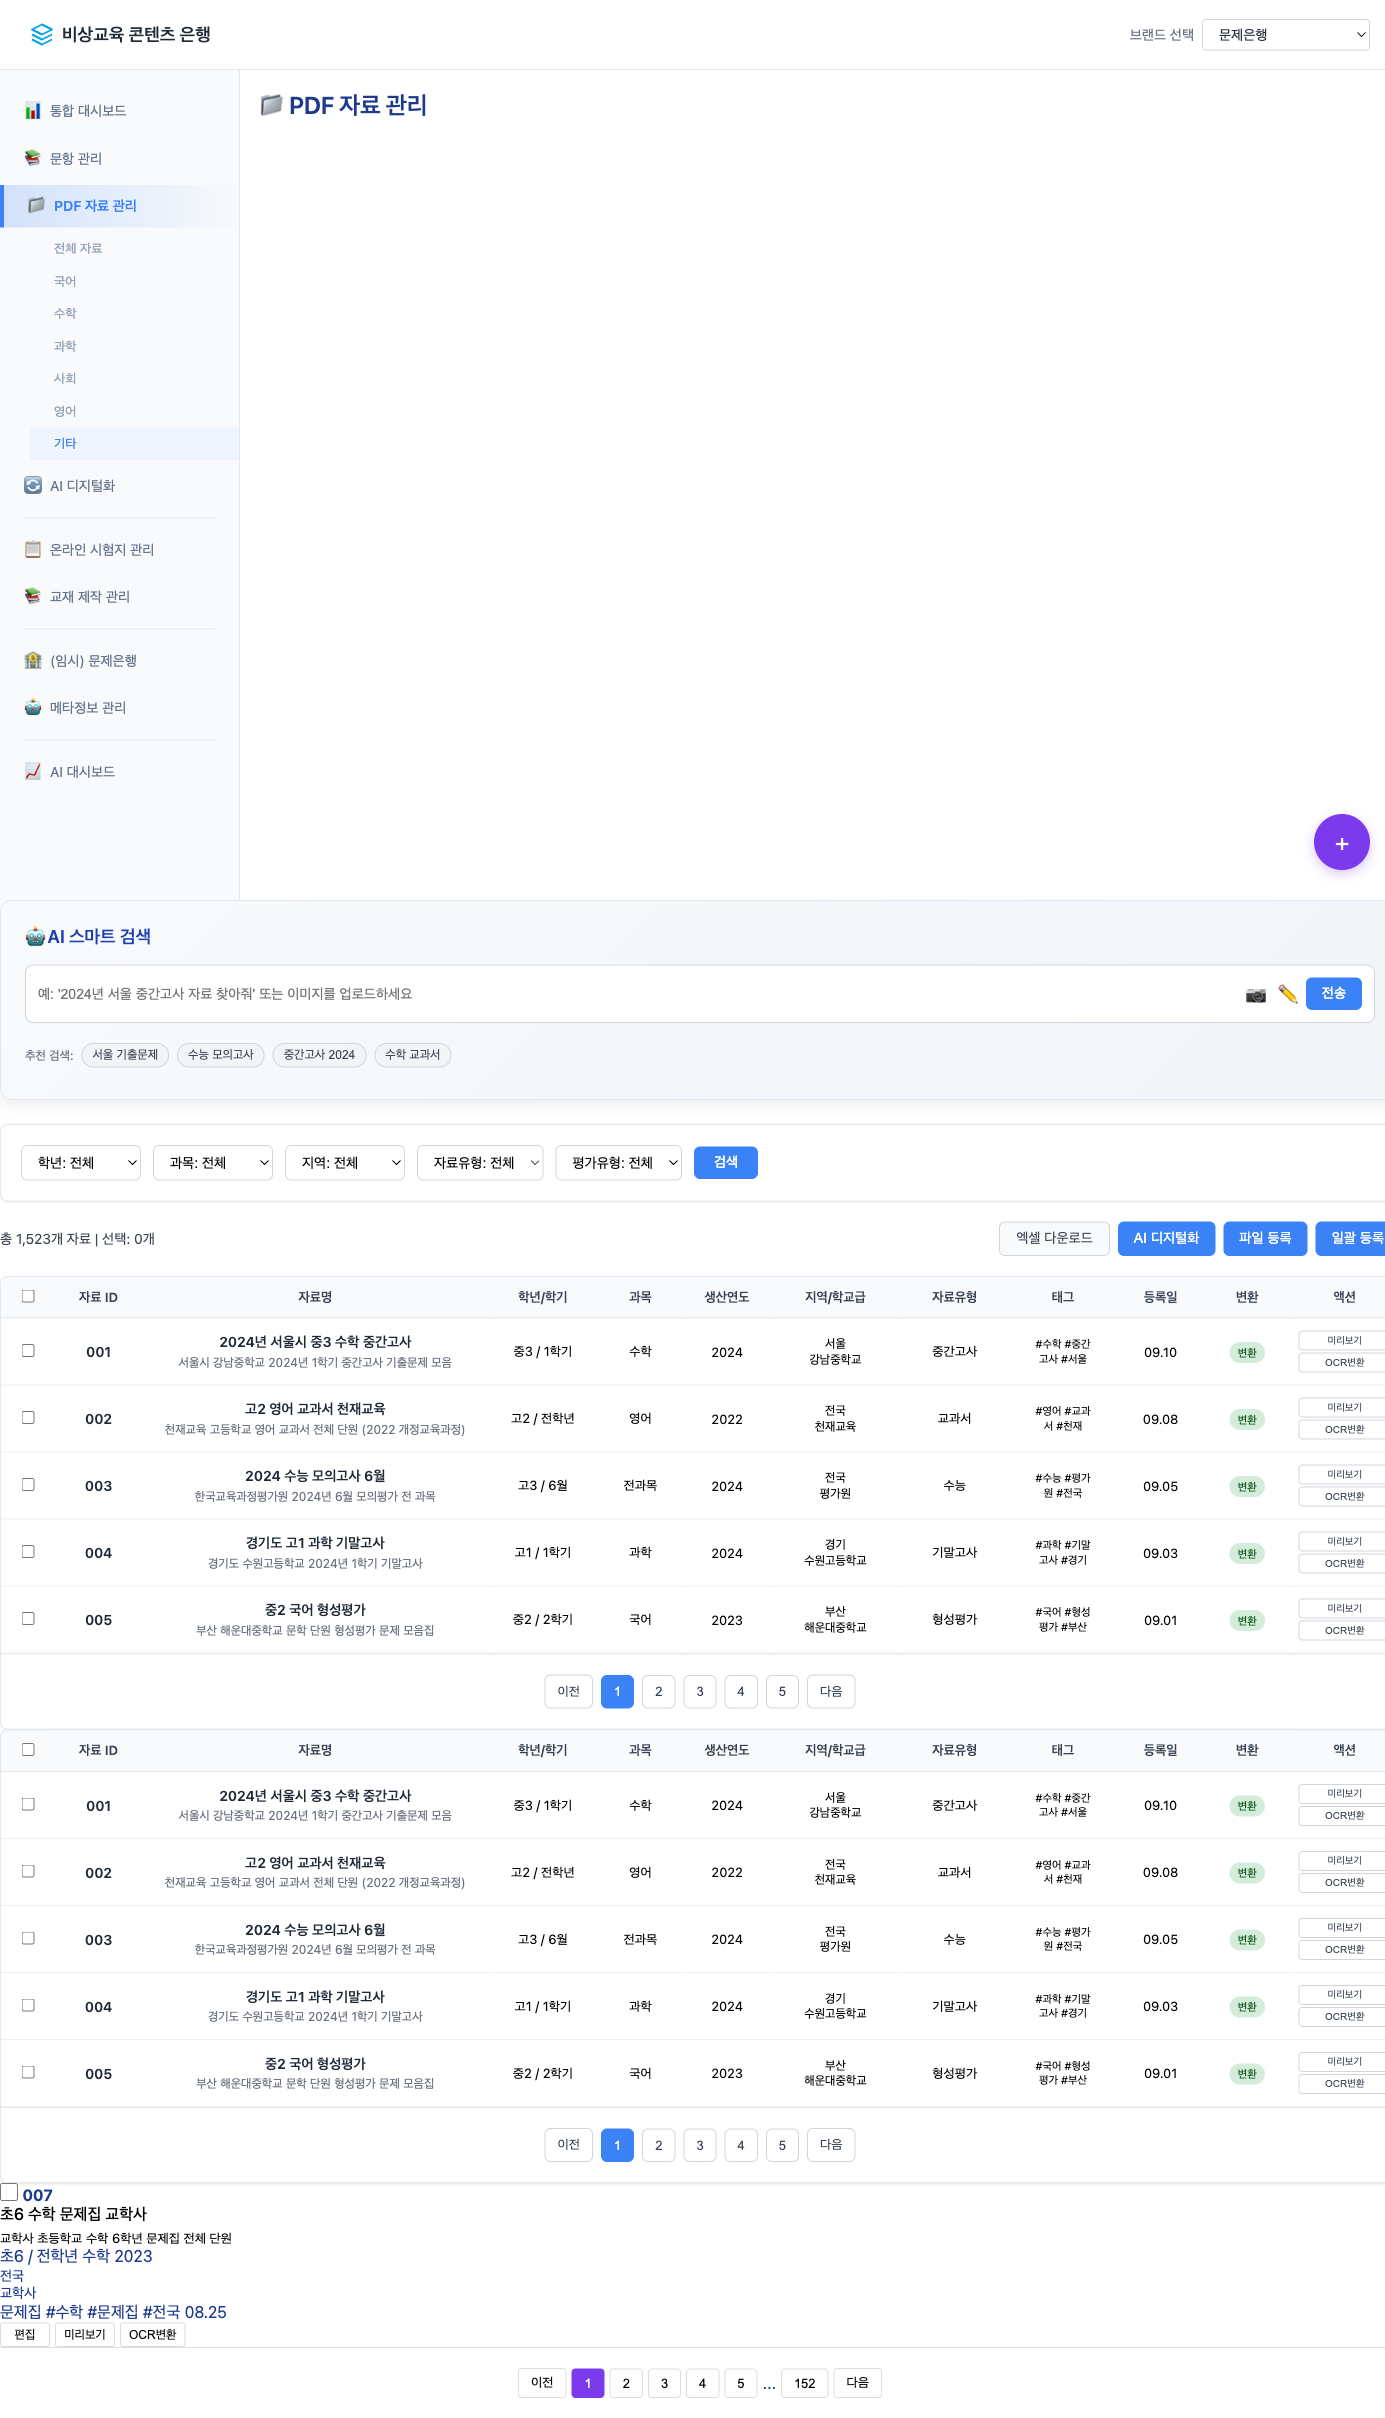 비상교육 콘텐츠 은행
브랜드 선택 문제은행
통합 대시보드
문항 관리
PDF 자료 관리
전체 자료
국어
수학
과학
사회
영어
기타
AI 디지털화
온라인 시험지 관리
교재 제작 관리
(임시) 문제은행
메타정보 관리
AI 대시보드
PDF 자료 관리
+
AI 스마트 검색
예: '2024년 서울 중간고사 자료 찾아줘' 또는 이미지를 업로드하세요
전송
추천 검색: 서울 기출문제 수능 모의고사 중간고사 2024 수학 교과서
학년: 전체 과목: 전체 지역: 전체 자료유형: 전체 평가유형: 전체 검색
총 1,523개 자료 | 선택: 0개
엑셀 다운로드 AI 디지털화 파일 등록 일괄 등록
자료 ID 자료명 학년/학기 과목 생산연도 지역/학교급 자료유형 태그 등록일 변환 액션
001
2024년 서울시 중3 수학 중간고사
서울시 강남중학교 2024년 1학기 중간고사 기출문제 모음
중3 / 1학기 수학 2024
서울
강남중학교
중간고사
#수학 #중간
고사 #서울
09.10 변환
미리보기
OCR변환
002
고2 영어 교과서 천재교육
천재교육 고등학교 영어 교과서 전체 단원 (2022 개정교육과정)
고2 / 전학년 영어 2022
전국
천재교육
교과서
#영어 #교과
서 #천재
09.08 변환
미리보기
OCR변환
003
2024 수능 모의고사 6월
한국교육과정평가원 2024년 6월 모의평가 전 과목
고3 / 6월 전과목 2024
전국
평가원
수능
#수능 #평가
원 #전국
09.05 변환
미리보기
OCR변환
004
경기도 고1 과학 기말고사
경기도 수원고등학교 2024년 1학기 기말고사
고1 / 1학기 과학 2024
경기
수원고등학교
기말고사
#과학 #기말
고사 #경기
09.03 변환
미리보기
OCR변환
005
중2 국어 형성평가
부산 해운대중학교 문학 단원 형성평가 문제 모음집
중2 / 2학기 국어 2023
부산
해운대중학교
형성평가
#국어 #형성
평가 #부산
09.01 변환
미리보기
OCR변환
이전 1 2 3 4 5 다음
자료 ID 자료명 학년/학기 과목 생산연도 지역/학교급 자료유형 태그 등록일 변환 액션
001
2024년 서울시 중3 수학 중간고사
서울시 강남중학교 2024년 1학기 중간고사 기출문제 모음
중3 / 1학기 수학 2024
서울
강남중학교
중간고사
#수학 #중간
고사 #서울
09.10 변환
미리보기
OCR변환
002
고2 영어 교과서 천재교육
천재교육 고등학교 영어 교과서 전체 단원 (2022 개정교육과정)
고2 / 전학년 영어 2022
전국
천재교육
교과서
#영어 #교과
서 #천재
09.08 변환
미리보기
OCR변환
003
2024 수능 모의고사 6월
한국교육과정평가원 2024년 6월 모의평가 전 과목
고3 / 6월 전과목 2024
전국
평가원
수능
#수능 #평가
원 #전국
09.05 변환
미리보기
OCR변환
004
경기도 고1 과학 기말고사
경기도 수원고등학교 2024년 1학기 기말고사
고1 / 1학기 과학 2024
경기
수원고등학교
기말고사
#과학 #기말
고사 #경기
09.03 변환
미리보기
OCR변환
005
중2 국어 형성평가
부산 해운대중학교 문학 단원 형성평가 문제 모음집
중2 / 2학기 국어 2023
부산
해운대중학교
형성평가
#국어 #형성
평가 #부산
09.01 변환
미리보기
OCR변환
이전 1 2 3 4 5 다음
007
초6 수학 문제집 교학사
교학사 초등학교 수학 6학년 문제집 전체 단원
초6 / 전학년 수학 2023
전국
교학사
문제집 #수학 #문제집 #전국 08.25
편집 미리보기 OCR변환
이전 1 2 3 4 5 ... 152 다음